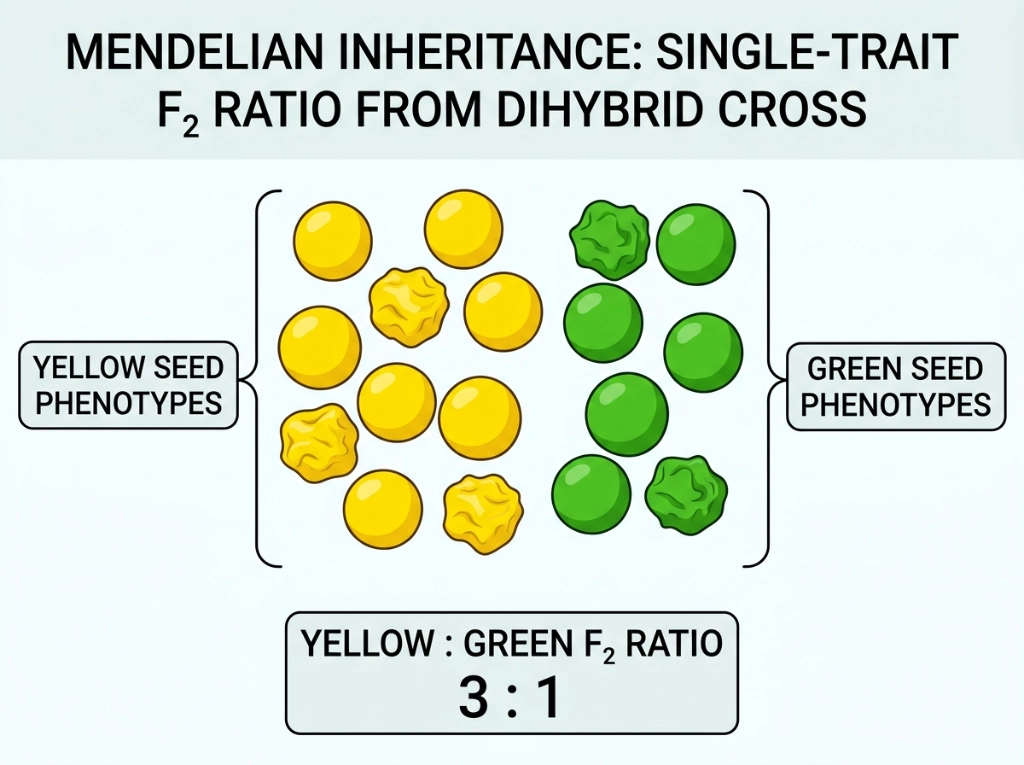 MENDELIAN INHERITANCE: SINGLE-TRAIT
F₂ RATIO FROM DIHYBRID CROSS
YELLOW SEED
PHENOTYPES
GREEN SEED
PHENOTYPES
YELLOW : GREEN F₂ RATIO
3 : 1